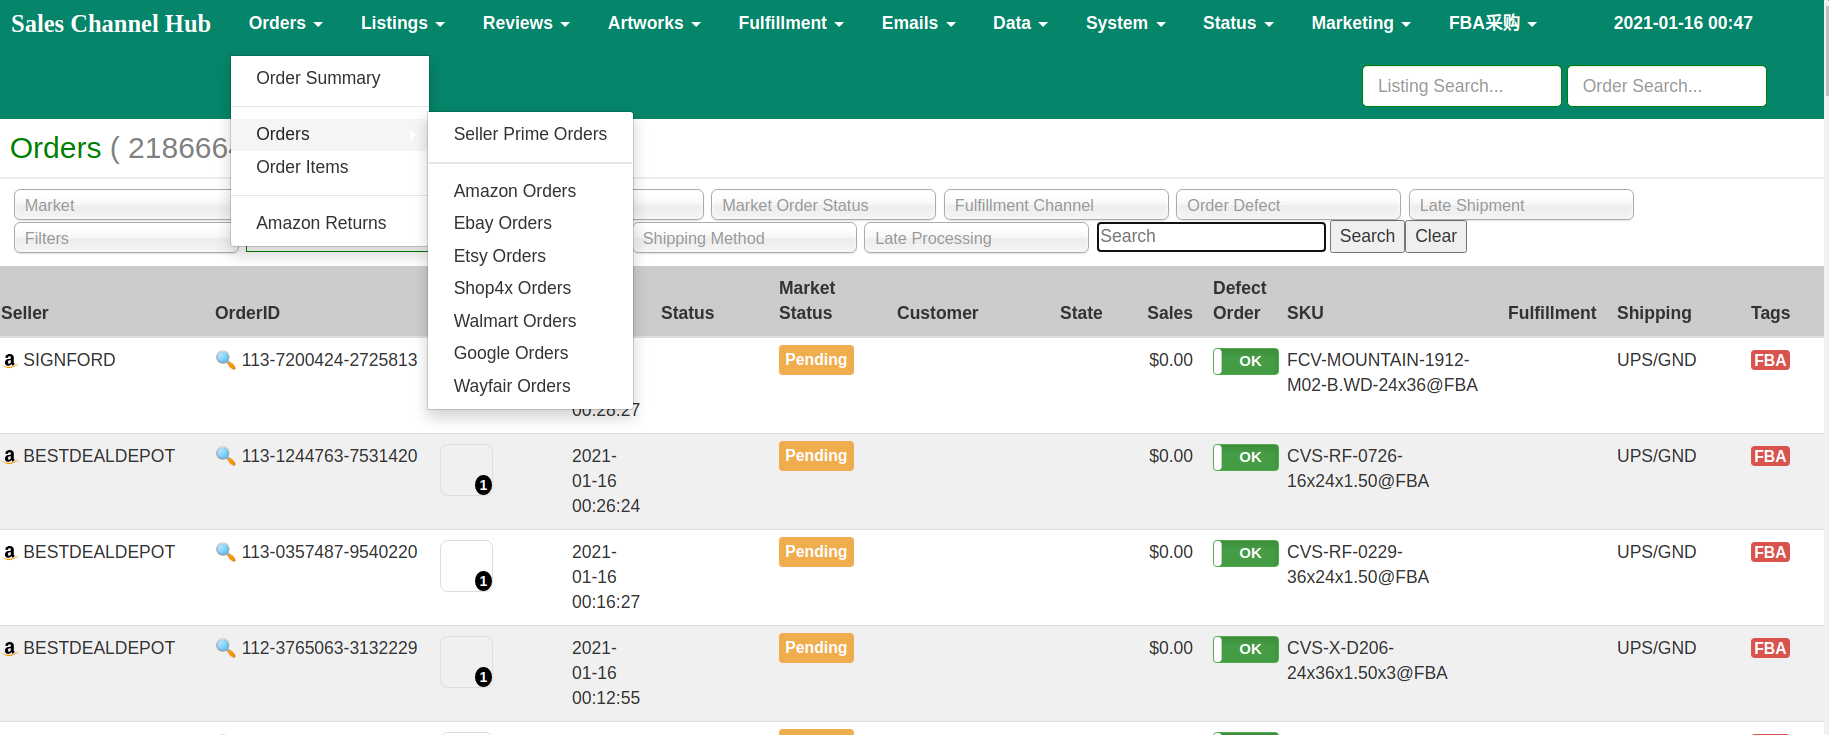 Sales Channel Hub Orders Listings Reviews Artworks Fulfillment Emails Data System Status Marketing FBA采购 2021-01-16 00:47
Order Summary
Listing Search... Order Search...
Orders
Order Items
Amazon Returns
Seller Prime Orders
Amazon Orders
Ebay Orders
Etsy Orders
Shop4x Orders
Walmart Orders
Google Orders
Wayfair Orders
Orders ( 218666
Market Market Order Status Fulfillment Channel Order Defect Late Shipment
Filters Shipping Method Late Processing Search Search Clear
Seller OrderID Status Market Status Customer State Sales Defect Order SKU Fulfillment Shipping Tags
a SIGNFORD 113-7200424-2725813 Pending $0.00 OK FCV-MOUNTAIN-1912- UPS/GND FBA
M02-B.WD-24x36@FBA
00:28:27
a BESTDEALDEPOT 113-1244763-7531420 2021- Pending $0.00 OK CVS-RF-0726- UPS/GND FBA
1 01-16 16x24x1.50@FBA
00:26:24
a BESTDEALDEPOT 113-0357487-9540220 2021- Pending $0.00 OK CVS-RF-0229- UPS/GND FBA
1 01-16 36x24x1.50@FBA
00:16:27
a BESTDEALDEPOT 112-3765063-3132229 2021- Pending $0.00 OK CVS-X-D206- UPS/GND FBA
1 01-16 24x36x1.50x3@FBA
00:12:55